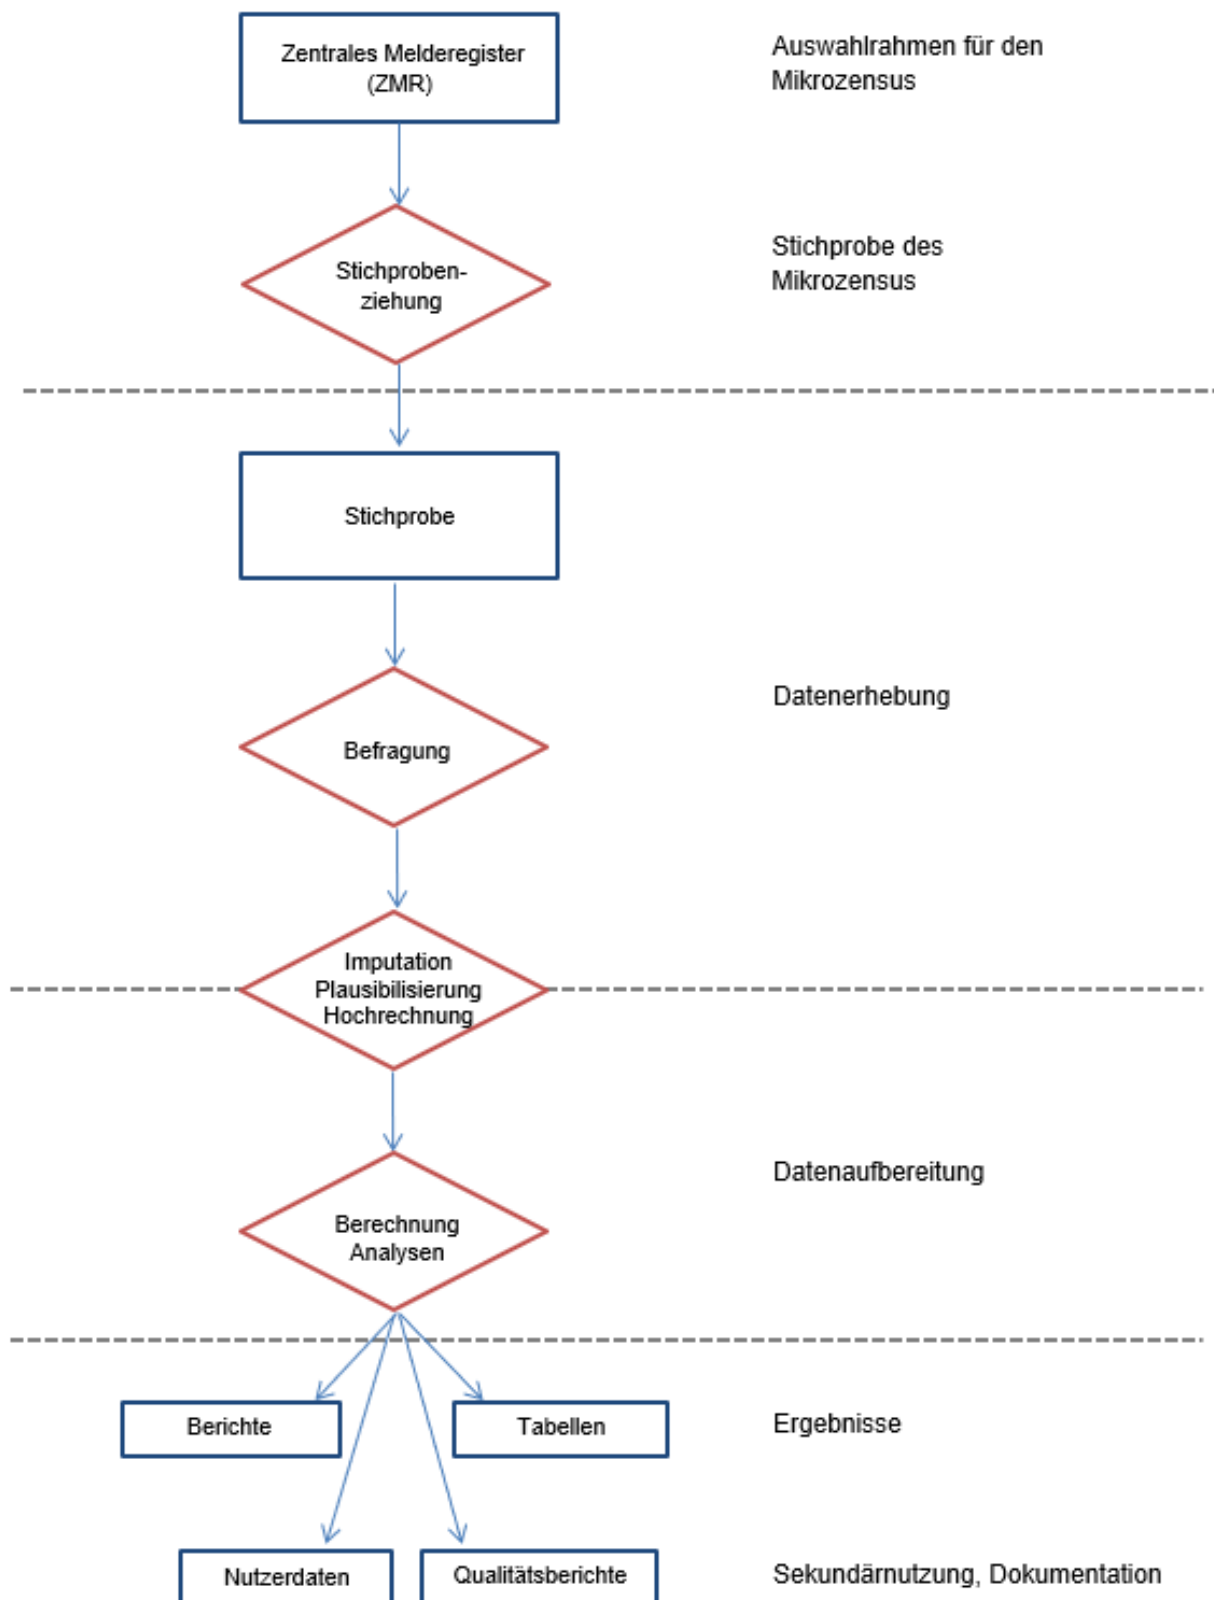 Zentrales Melderegister
(ZMR)
Auswahlrahmen für den
Mikrozensus
Stichproben-
ziehung
Stichprobe des
Mikrozensus
Stichprobe
Befragung
Datenerhebung
Imputation
Plausibilisierung
Hochrechnung
Berechnung
Analysen
Datenaufbereitung
Berichte
Tabellen
Ergebnisse
Nutzerdaten
Qualitätsberichte
Sekundärnutzung, Dokumentation